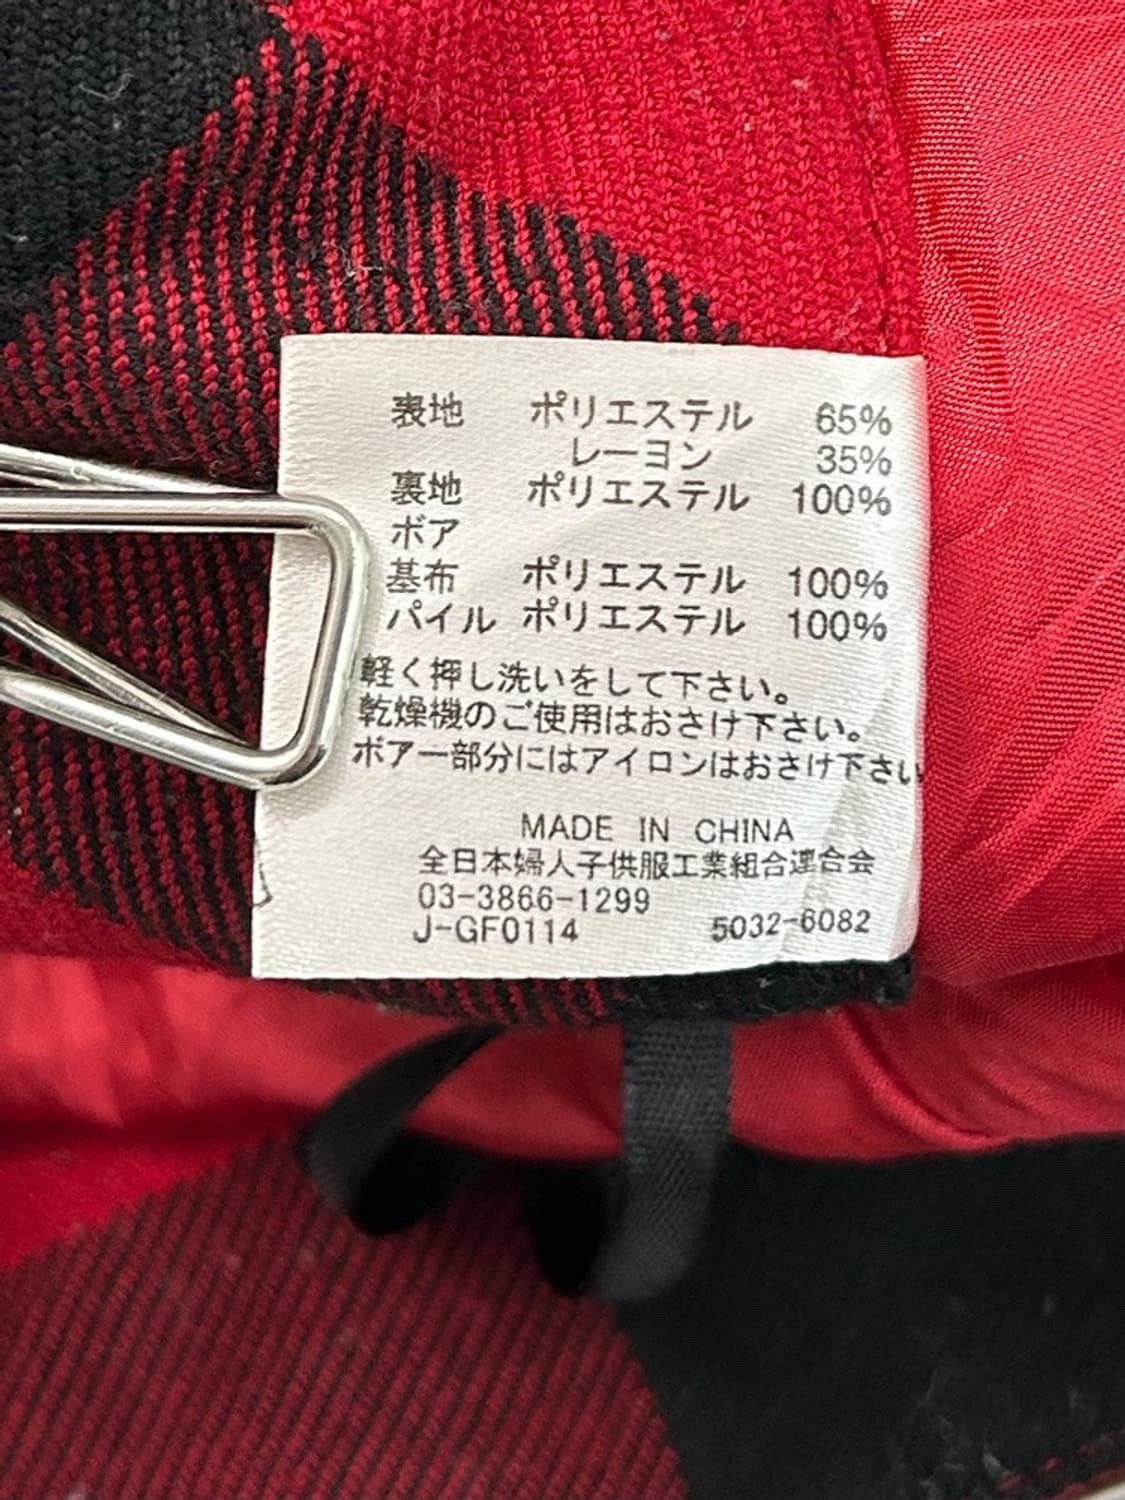 表地 ポリエステル 65%
レーヨン 35%
裏地 ポリエステル 100%
ボア
基布 ポリエステル 100%
パイル ポリエステル 100%
軽く押し洗いをして下さい。
乾燥機のご使用はおさけ下さい。
ボアー部分にはアイロンはおさけ下さい
MADE IN CHINA
全日本婦人子供服工業組合連合会
03-3866-1299
J-GF0114 5032-6082